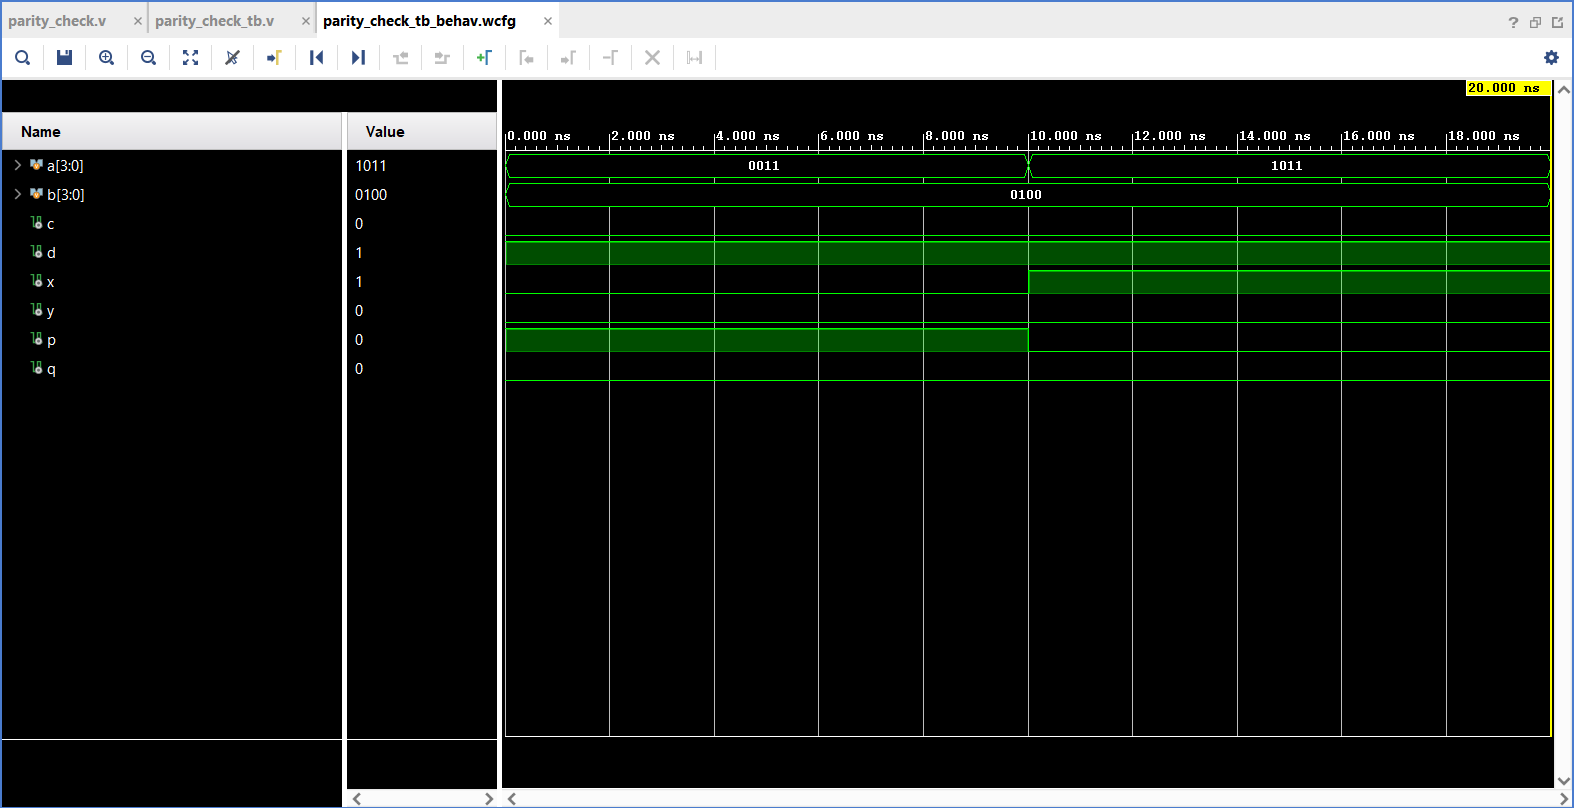 parity_check.v × parity_check_tb.v × parity_check_tb_behav.wcfg × ?
20.000 ns
Name Value 0.000 ns 2.000 ns 4.000 ns 6.000 ns 8.000 ns 10.000 ns 12.000 ns 14.000 ns 16.000 ns 18.000 ns
a[3:0] 1011 0011 1011
b[3:0] 0100 0100
c 0
d 1
x 1
y 0
p 0
q 0